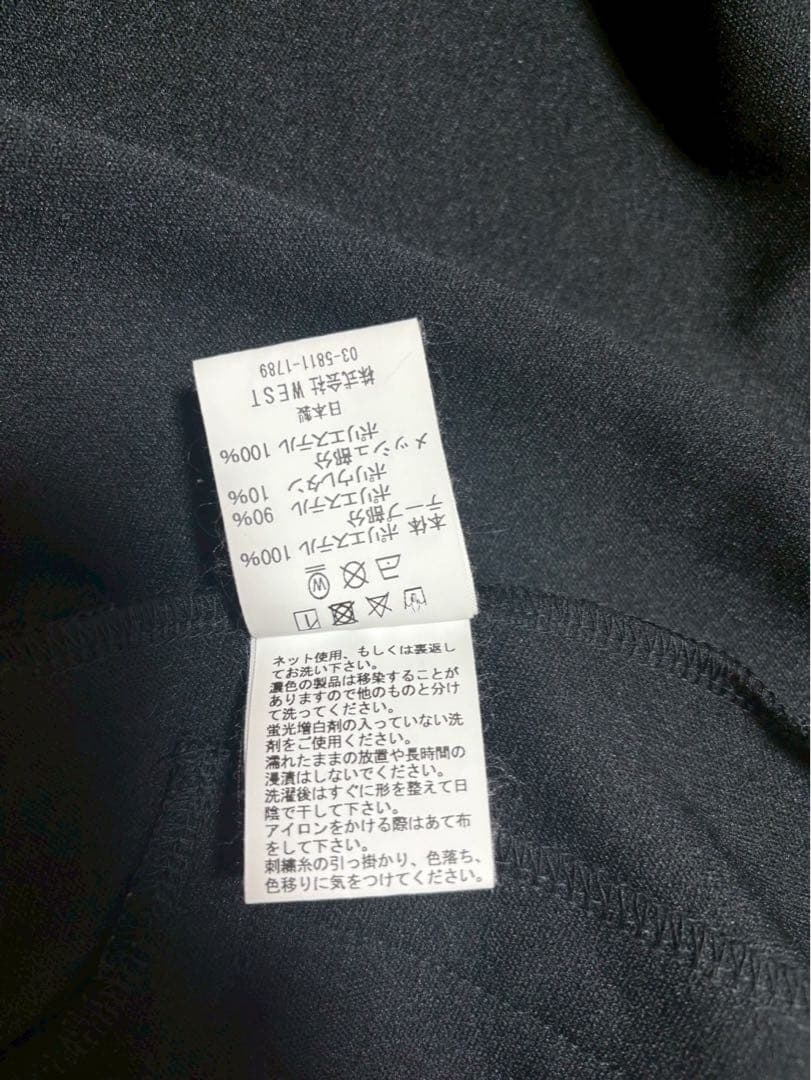 本体 ポリエステル 100%
テープ部分
ポリエステル 90%
ポリウレタン 10%
メッシュ部分
ポリエステル 100%
日本製
株式会社 WEST
03-5811-1789
ネット使用、もしくは裏返し
てお洗い下さい。
濃色の製品は移染することが
ありますので他のものと分け
て洗ってください。
蛍光増白剤の入っていない洗
剤をご使用ください。
濡れたままの放置や長時間の
浸漬はしないでください。
洗濯後はすぐに形を整えて日
陰で干して下さい。
アイロンをかける際はあて布
をして下さい。
刺繍糸の引っ掛かり、色落ち、
色移りに気をつけてください。